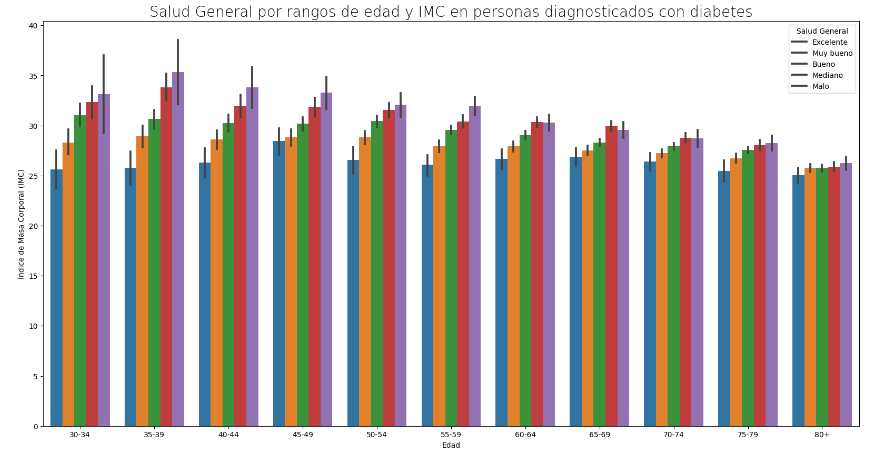 Salud General por rangos de edad y IMC en personas diagnosticados con diabetes
Salud General
Excelente
Muy bueno
Bueno
Mediano
Malo
40
35
30
25
20
15
10
5
0
Indice de Masa Corporal (IMC)
30-34 35-39 40-44 45-49 50-54 55-59 60-64 65-69 70-74 75-79 80+
Edad